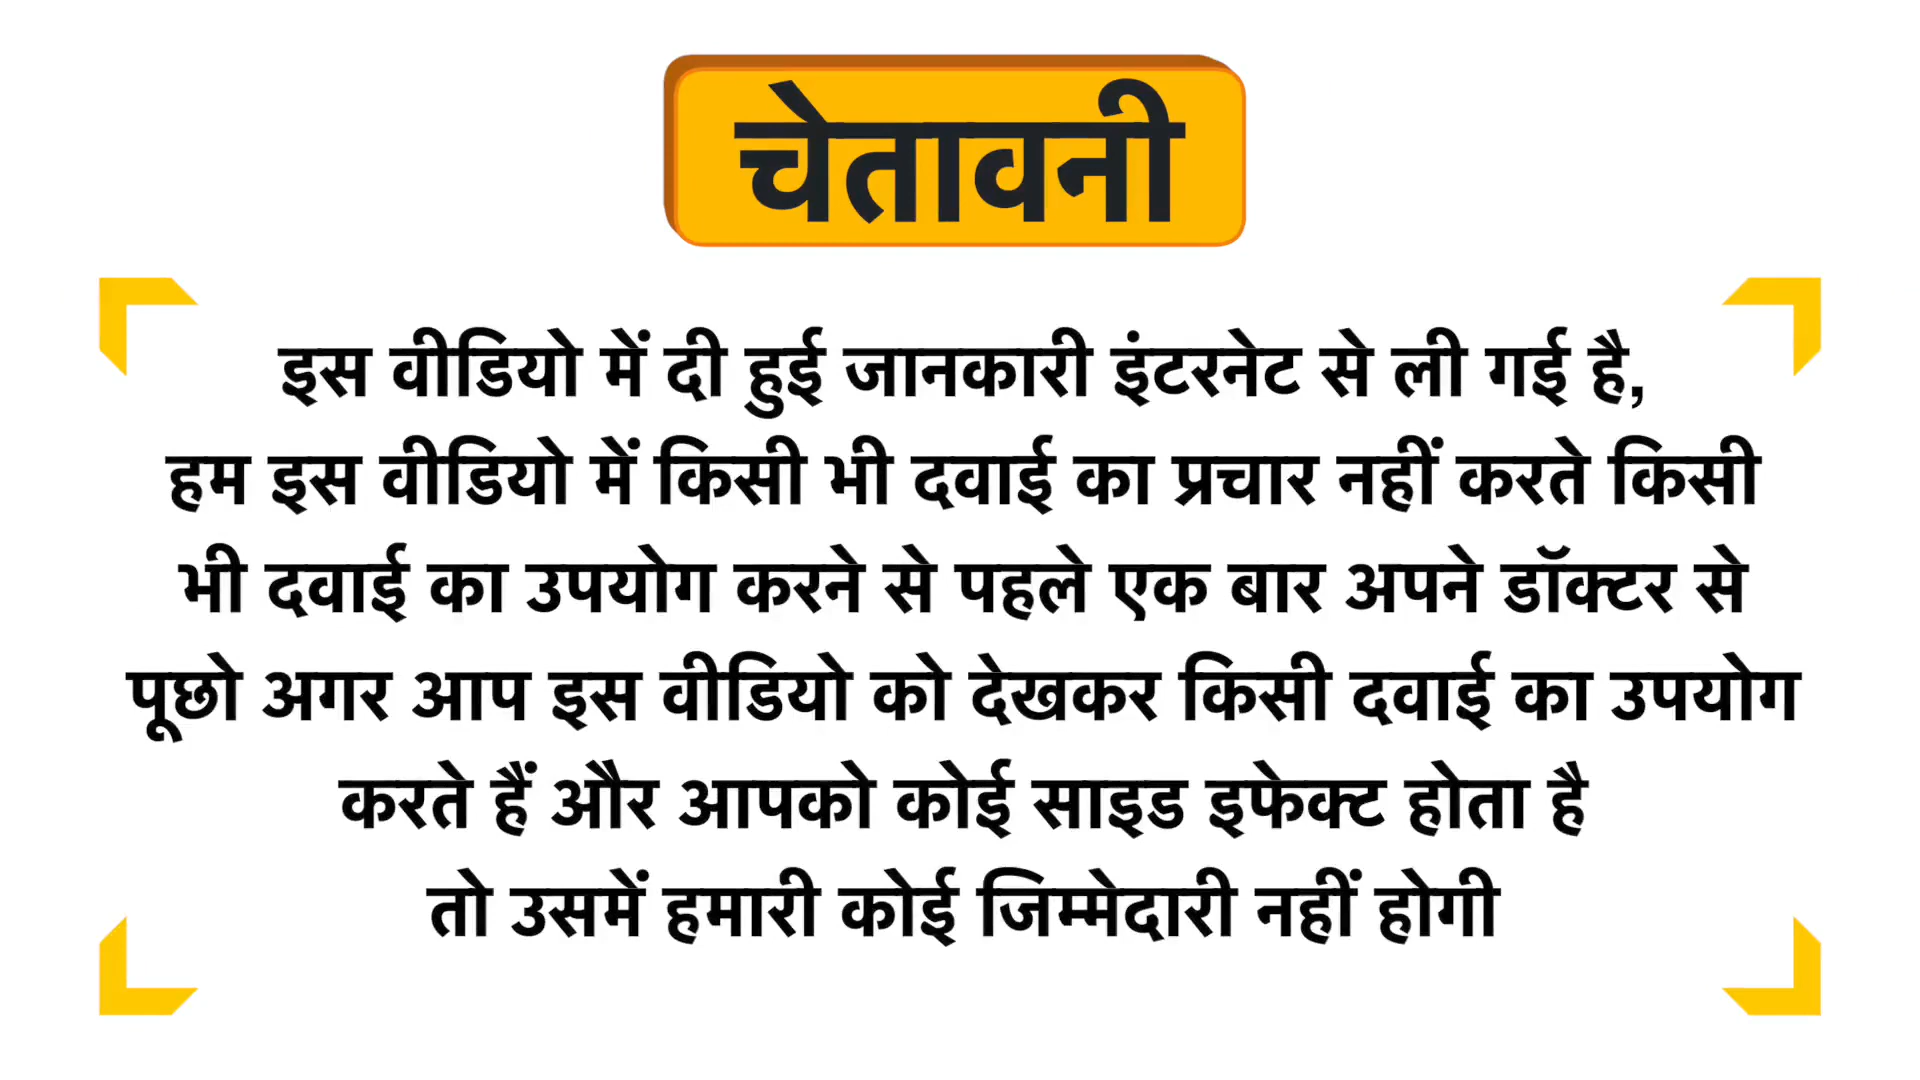 चेतावनी
इस वीडियो में दी हुई जानकारी इंटरनेट से ली गई है,
हम इस वीडियो में किसी भी दवाई का प्रचार नहीं करते किसी
भी दवाई का उपयोग करने से पहले एक बार अपने डॉक्टर से
पूछो अगर आप इस वीडियो को देखकर किसी दवाई का उपयोग
करते हैं और आपको कोई साइड इफेक्ट होता है
तो उसमें हमारी कोई जिम्मेदारी नहीं होगी